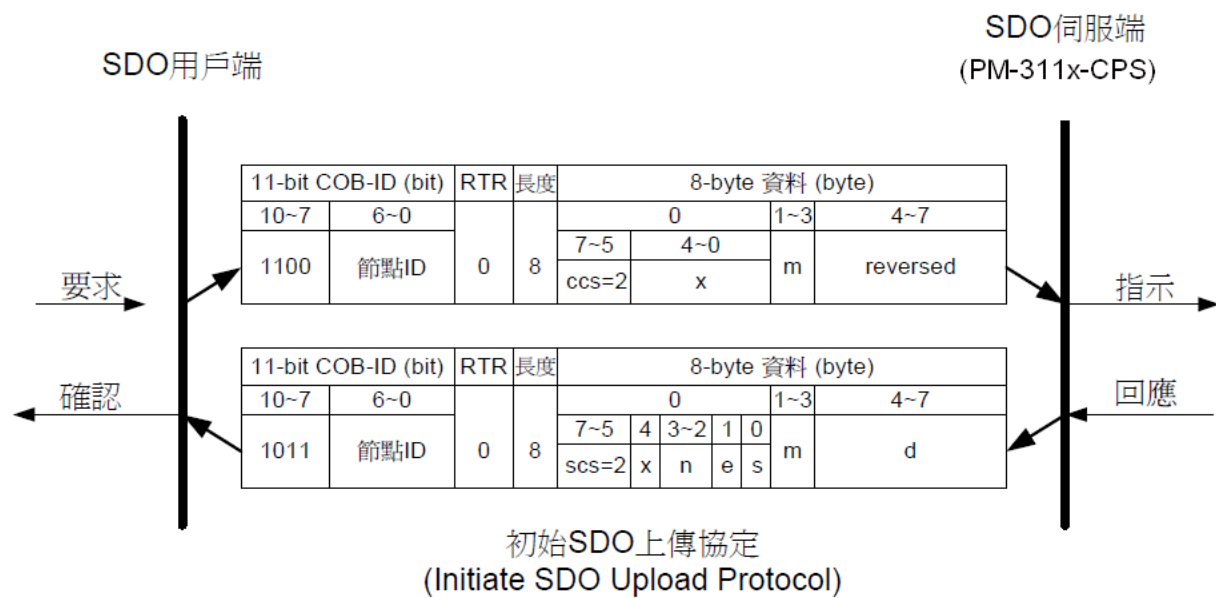 SDO用戶端
SDO伺服端
(PM-311x-CPS)
11-bit COB-ID (bit) RTR 長度 8-byte 資料 (byte)
10~7 6~0 0 1~3 4~7
7~5 4~0
1100 節點ID 0 8 m reversed
ccs=2 x
要求
指示
11-bit COB-ID (bit) RTR 長度 8-byte 資料 (byte)
10~7 6~0 0 1~3 4~7
7~5 4 3~2 1 0
1011 節點ID 0 8 m d
scs=2 x n e s
確認
回應
初始SDO上傳協定
(Initiate SDO Upload Protocol)